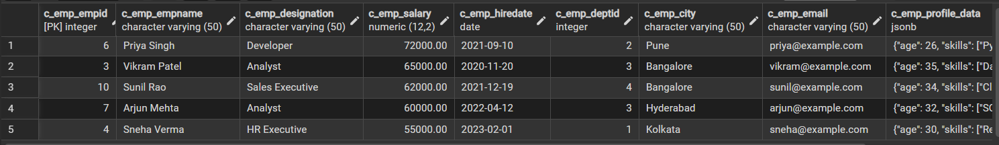 c_emp_empid c_emp_empname c_emp_designation c_emp_salary c_emp_hiredate c_emp_deptid c_emp_city c_emp_email c_emp_profile_data
[PK] integer character varying (50) character varying (50) numeric (12,2) date integer character varying (50) character varying (50) jsonb
1 6 Priya Singh Developer 72000.00 2021-09-10 2 Pune priya@example.com {"age": 26, "skills": ["Py
2 3 Vikram Patel Analyst 65000.00 2020-11-20 3 Bangalore vikram@example.com {"age": 35, "skills": ["Da
3 10 Sunil Rao Sales Executive 62000.00 2021-12-19 4 Bangalore sunil@example.com {"age": 34, "skills": ["Cl
4 7 Arjun Mehta Analyst 60000.00 2022-04-12 3 Hyderabad arjun@example.com {"age": 32, "skills": ["SQ
5 4 Sneha Verma HR Executive 55000.00 2023-02-01 1 Kolkata sneha@example.com {"age": 30, "skills": ["Re